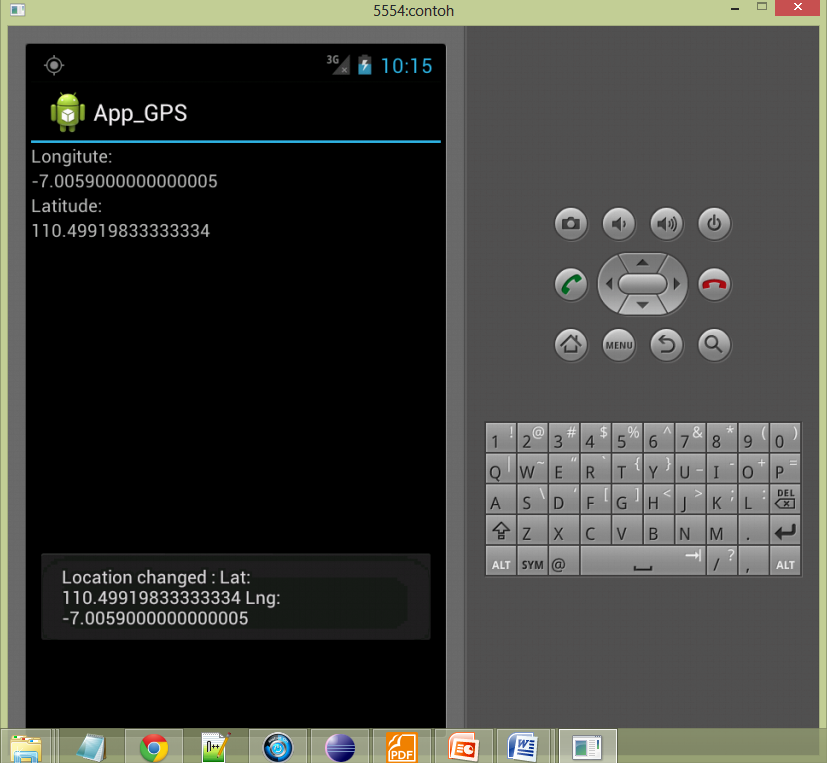 5554:contoh
3G 10:15
App_GPS
Longitute:
-7.0059000000000005
Latitude:
110.49919833333334
Location changed : Lat:
110.49919833333334 Lng:
-7.0059000000000005
MENU
1 ! 2 @ 3 # 4 $ 5 % 6 ^ 7 & 8 * 9 ( 0 )
Q | W ~ E “ R ` T { Y } U _ I - O + P =
A S \ D ‘ F [ G ] H < J > K ; L : DEL
Z X C V B N M .
ALT SYM @ / ? , ALT
n++ PDF P W